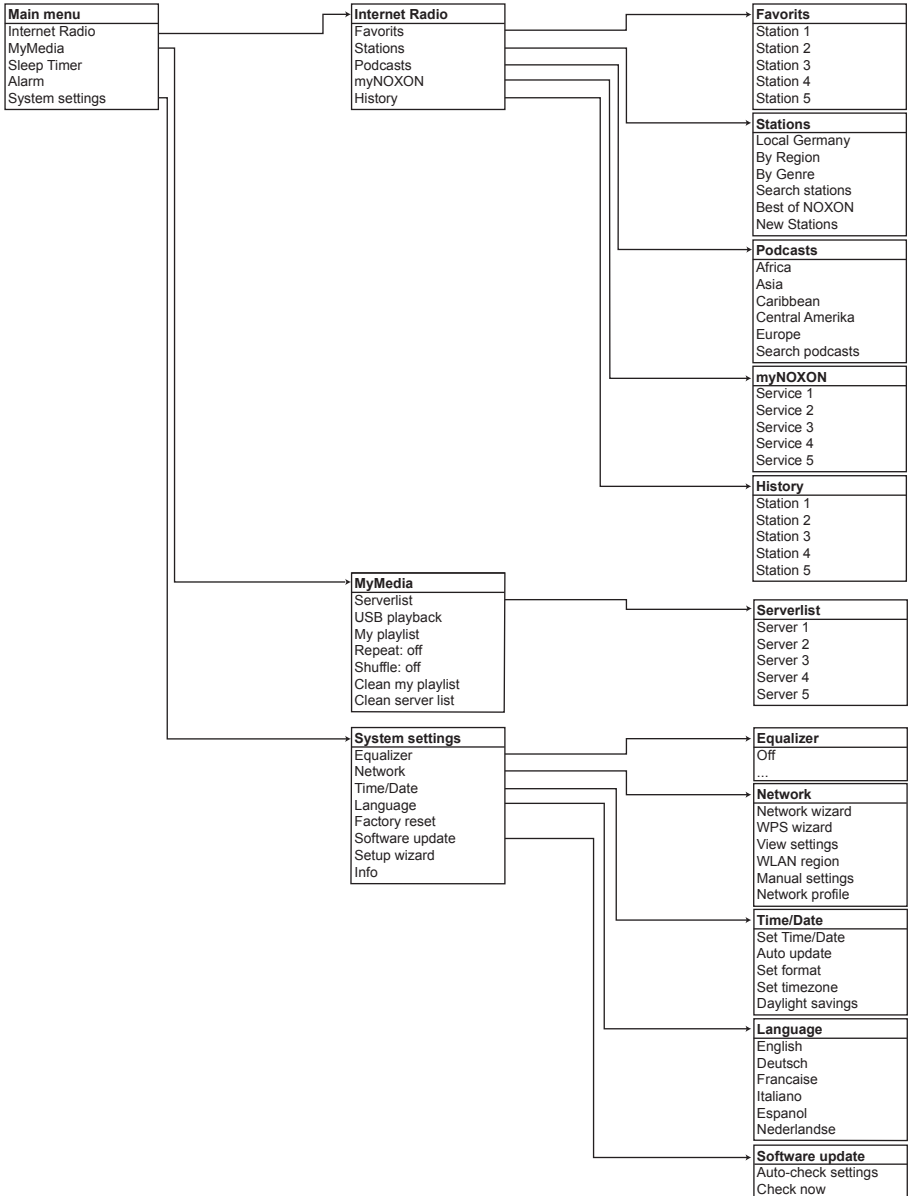 Main menu
Internet Radio
MyMedia
Sleep Timer
Alarm
System settings
Internet Radio
Favorits
Stations
Podcasts
myNOXON
History
Favorits
Station 1
Station 2
Station 3
Station 4
Station 5
Stations
Local Germany
By Region
By Genre
Search stations
Best of NOXON
New Stations
Podcasts
Africa
Asia
Caribbean
Central Amerika
Europe
Search podcasts
myNOXON
Service 1
Service 2
Service 3
Service 4
Service 5
History
Station 1
Station 2
Station 3
Station 4
Station 5
MyMedia
Serverlist
USB playback
My playlist
Repeat: off
Shuffle: off
Clean my playlist
Clean server list
Serverlist
Server 1
Server 2
Server 3
Server 4
Server 5
System settings
Equalizer
Network
Time/Date
Language
Factory reset
Software update
Setup wizard
Info
Equalizer
Off
...
Network
Network wizard
WPS wizard
View settings
WLAN region
Manual settings
Network profile
Time/Date
Set Time/Date
Auto update
Set format
Set timezone
Daylight savings
Language
English
Deutsch
Francaise
Italiano
Espanol
Nederlandse
Software update
Auto-check settings
Check now